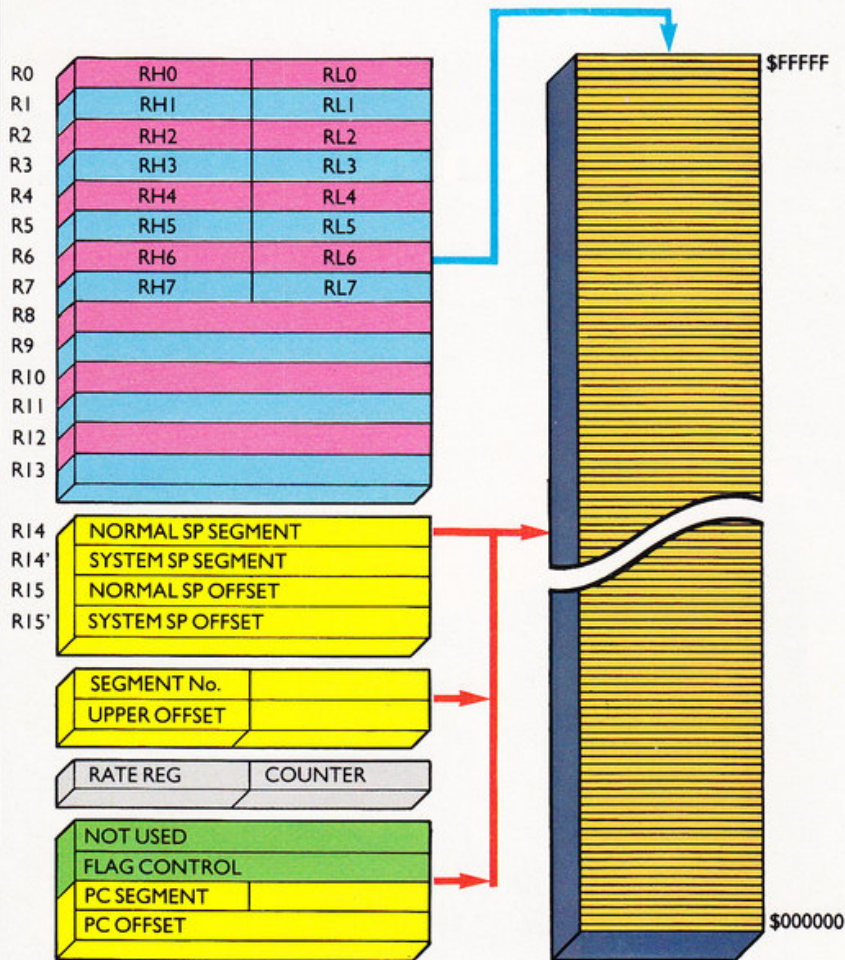 $FFFFF
R0 RH0 RL0
R1 RH1 RL1
R2 RH2 RL2
R3 RH3 RL3
R4 RH4 RL4
R5 RH5 RL5
R6 RH6 RL6
R7 RH7 RL7
R8
R9
R10
R11
R12
R13
R14 NORMAL SP SEGMENT
R14' SYSTEM SP SEGMENT
R15 NORMAL SP OFFSET
R15' SYSTEM SP OFFSET
SEGMENT No.
UPPER OFFSET
RATE REG COUNTER
NOT USED
FLAG CONTROL
PC SEGMENT
PC OFFSET
$000000